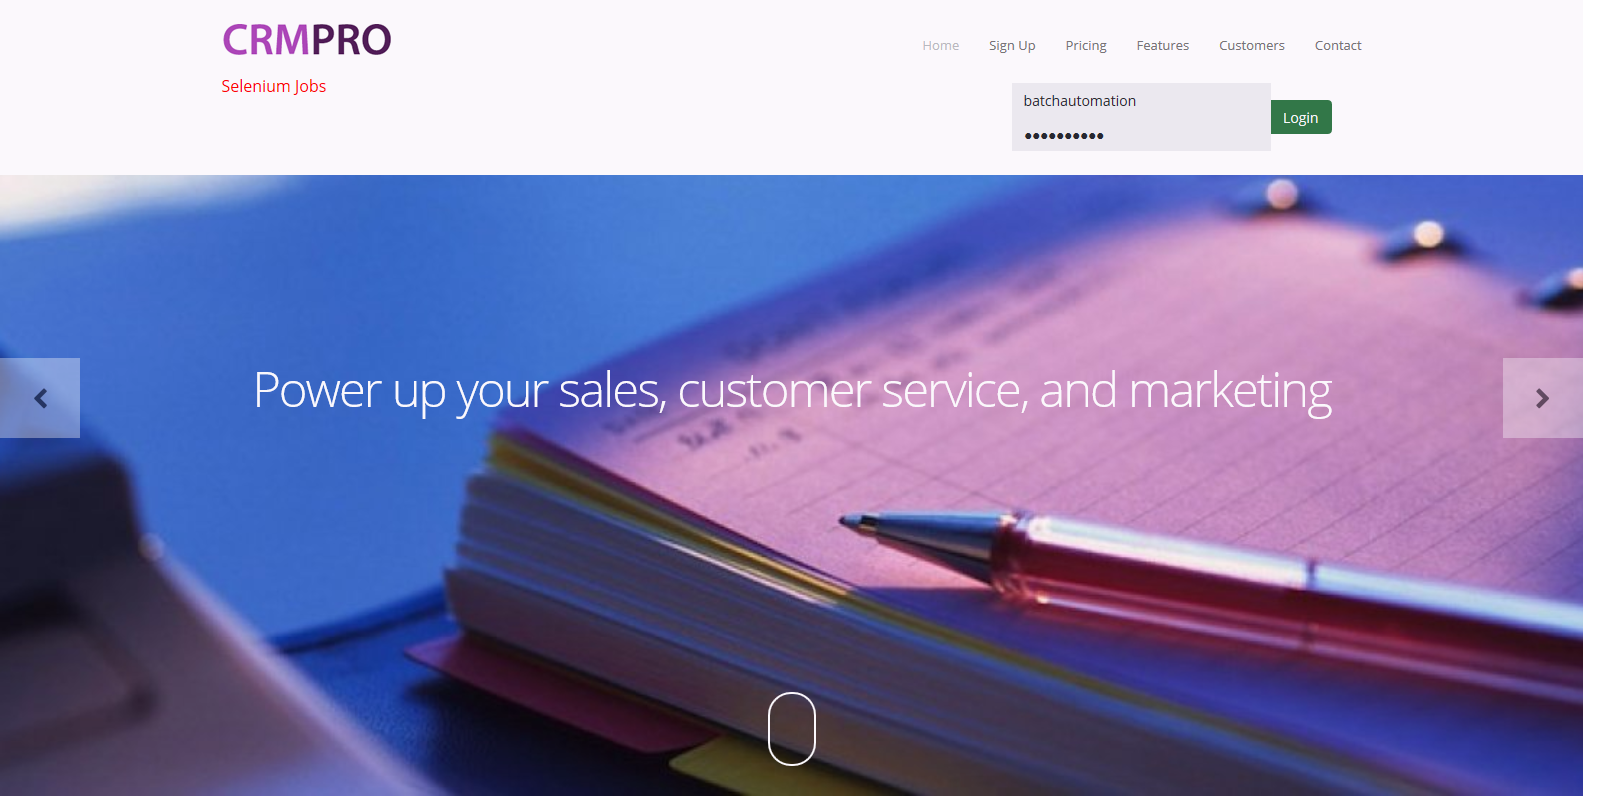 CRMPRO
Home Sign Up Pricing Features Customers Contact
Selenium Jobs
batchautomation
••••••••••
Login
Power up your sales, customer service, and marketing